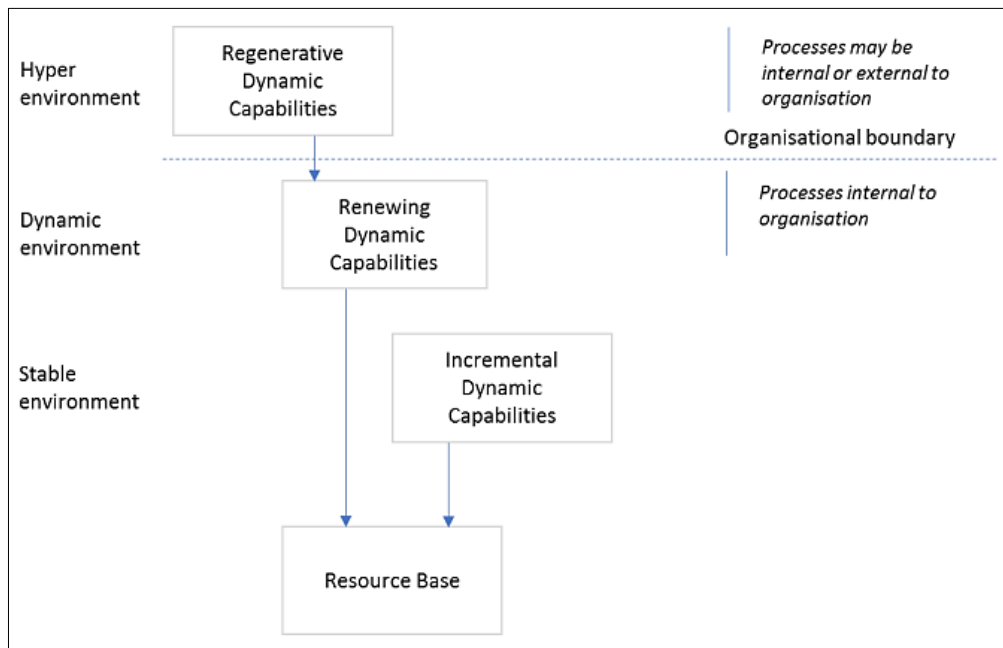 Hyper
environment
Regenerative
Dynamic
Capabilities
Processes may be
internal or external to
organisation
Organisational boundary
Dynamic
environment
Renewing
Dynamic
Capabilities
Processes internal to
organisation
Stable
environment
Incremental
Dynamic
Capabilities
Resource Base